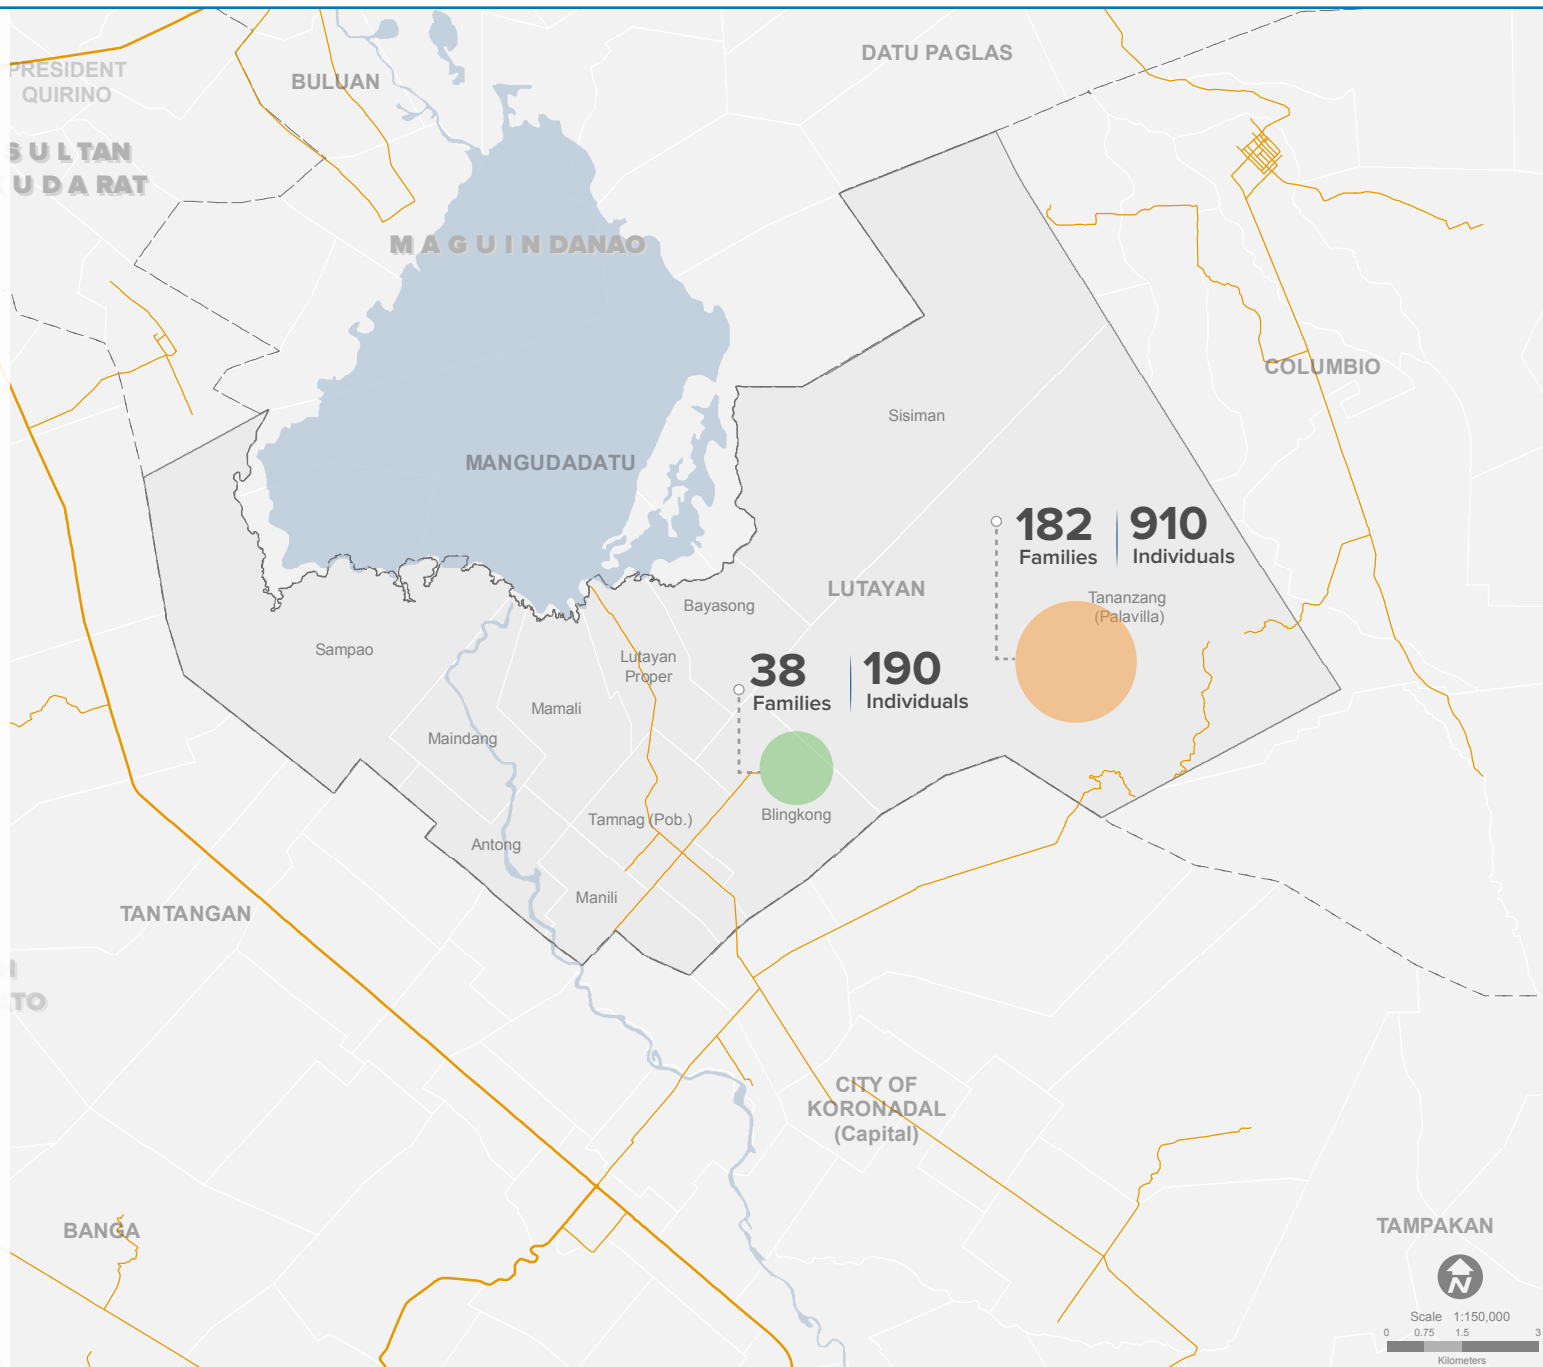 DATU PAGLAS
PRESIDENT
QUIRINO
BULUAN
SULTAN
UDARAT
MAGUINDANAO
COLUMBIO
Sisiman
MANGUDADATU
182 910
Families Individuals
LUTAYAN
Tananzang
(Palavilla)
Bayasong
Sampao
Lutayan
Proper
38 190
Families Individuals
Mamali
Maindang
Tamnag (Pob.)
Blingkong
Antong
Manili
TANTANGAN
TO
CITY OF
KORONADAL
(Capital)
BANGA
TAMPAKAN
N
Scale 1:150,000
0 0.75 1.5 3
Kilometers